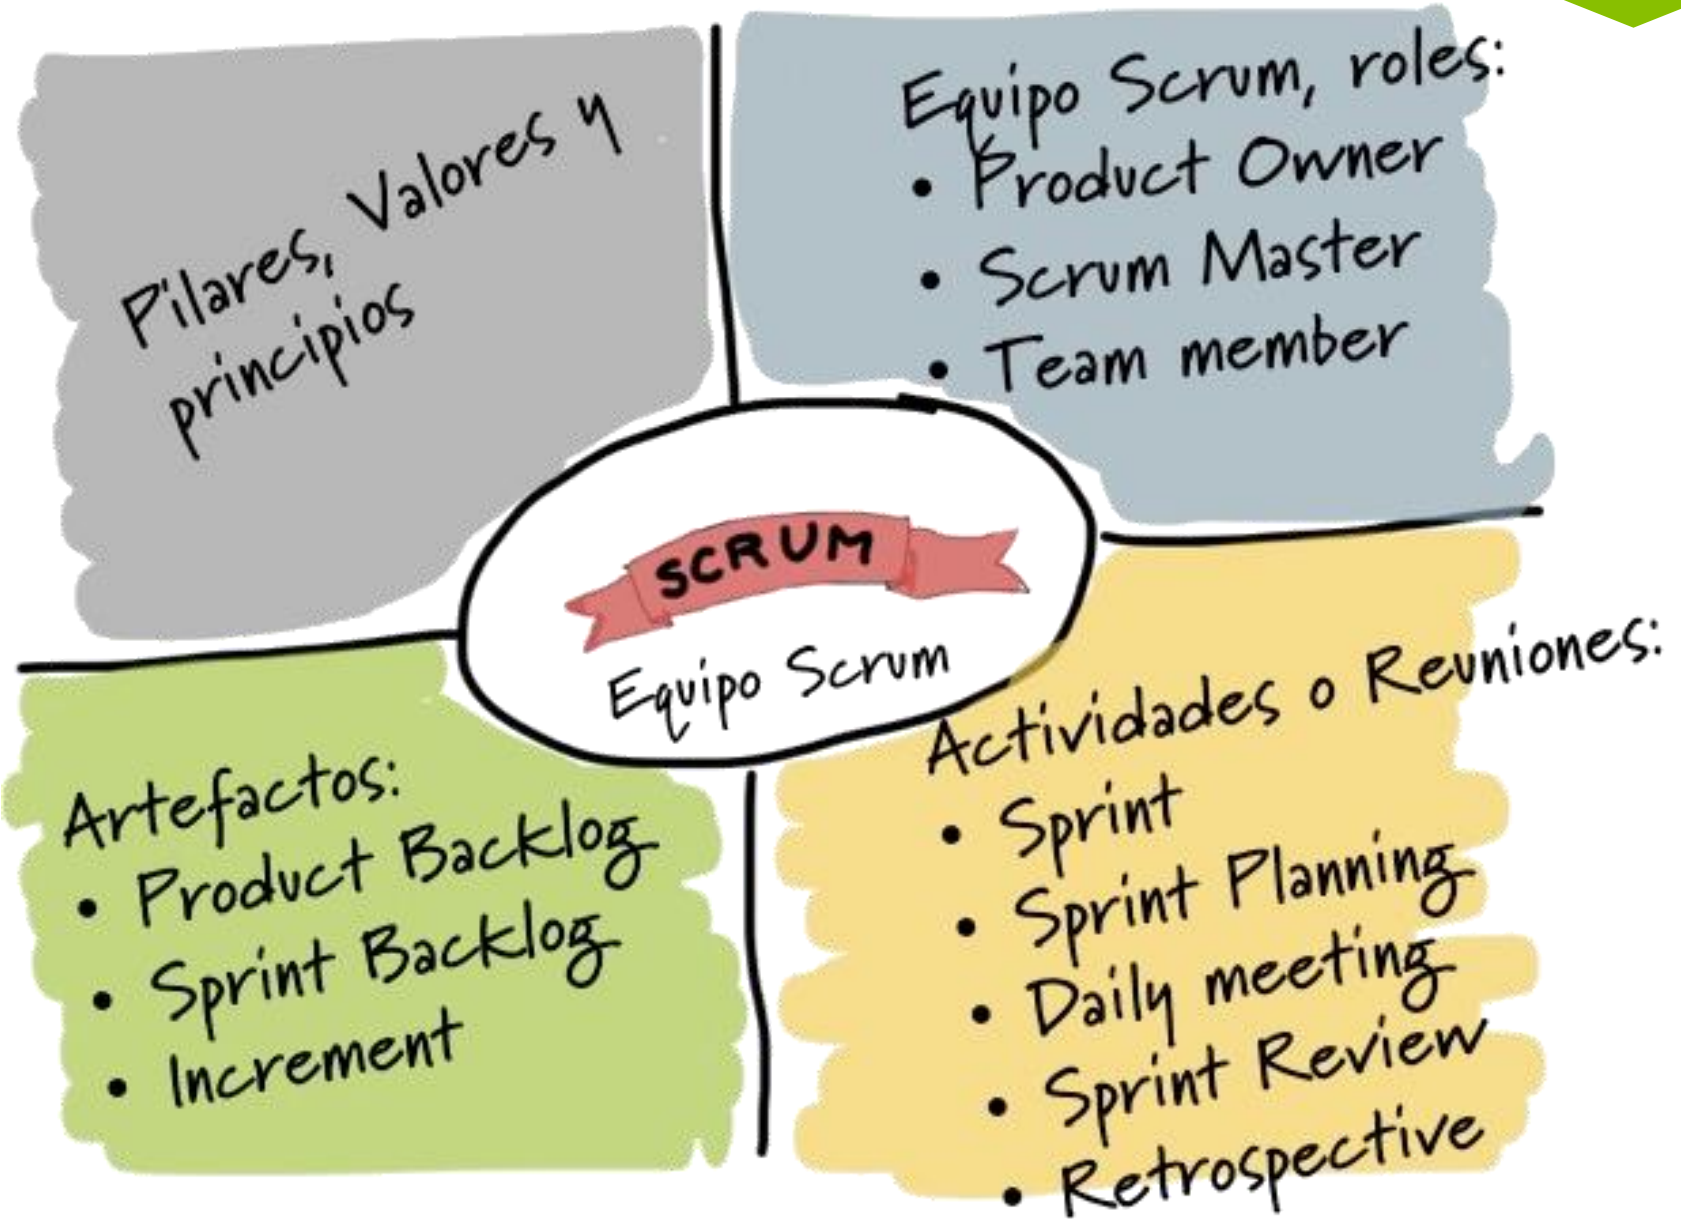 Pilares, Valores y
principios
Equipo Scrum, roles:
• Product Owner
• Scrum Master
• Team member
SCRUM
Equipo Scrum
Artefactos:
• Product Backlog
• Sprint Backlog
• Increment
Actividades o Reuniones:
• Sprint
• Sprint Planning
• Daily meeting
• Sprint Review
• Retrospective